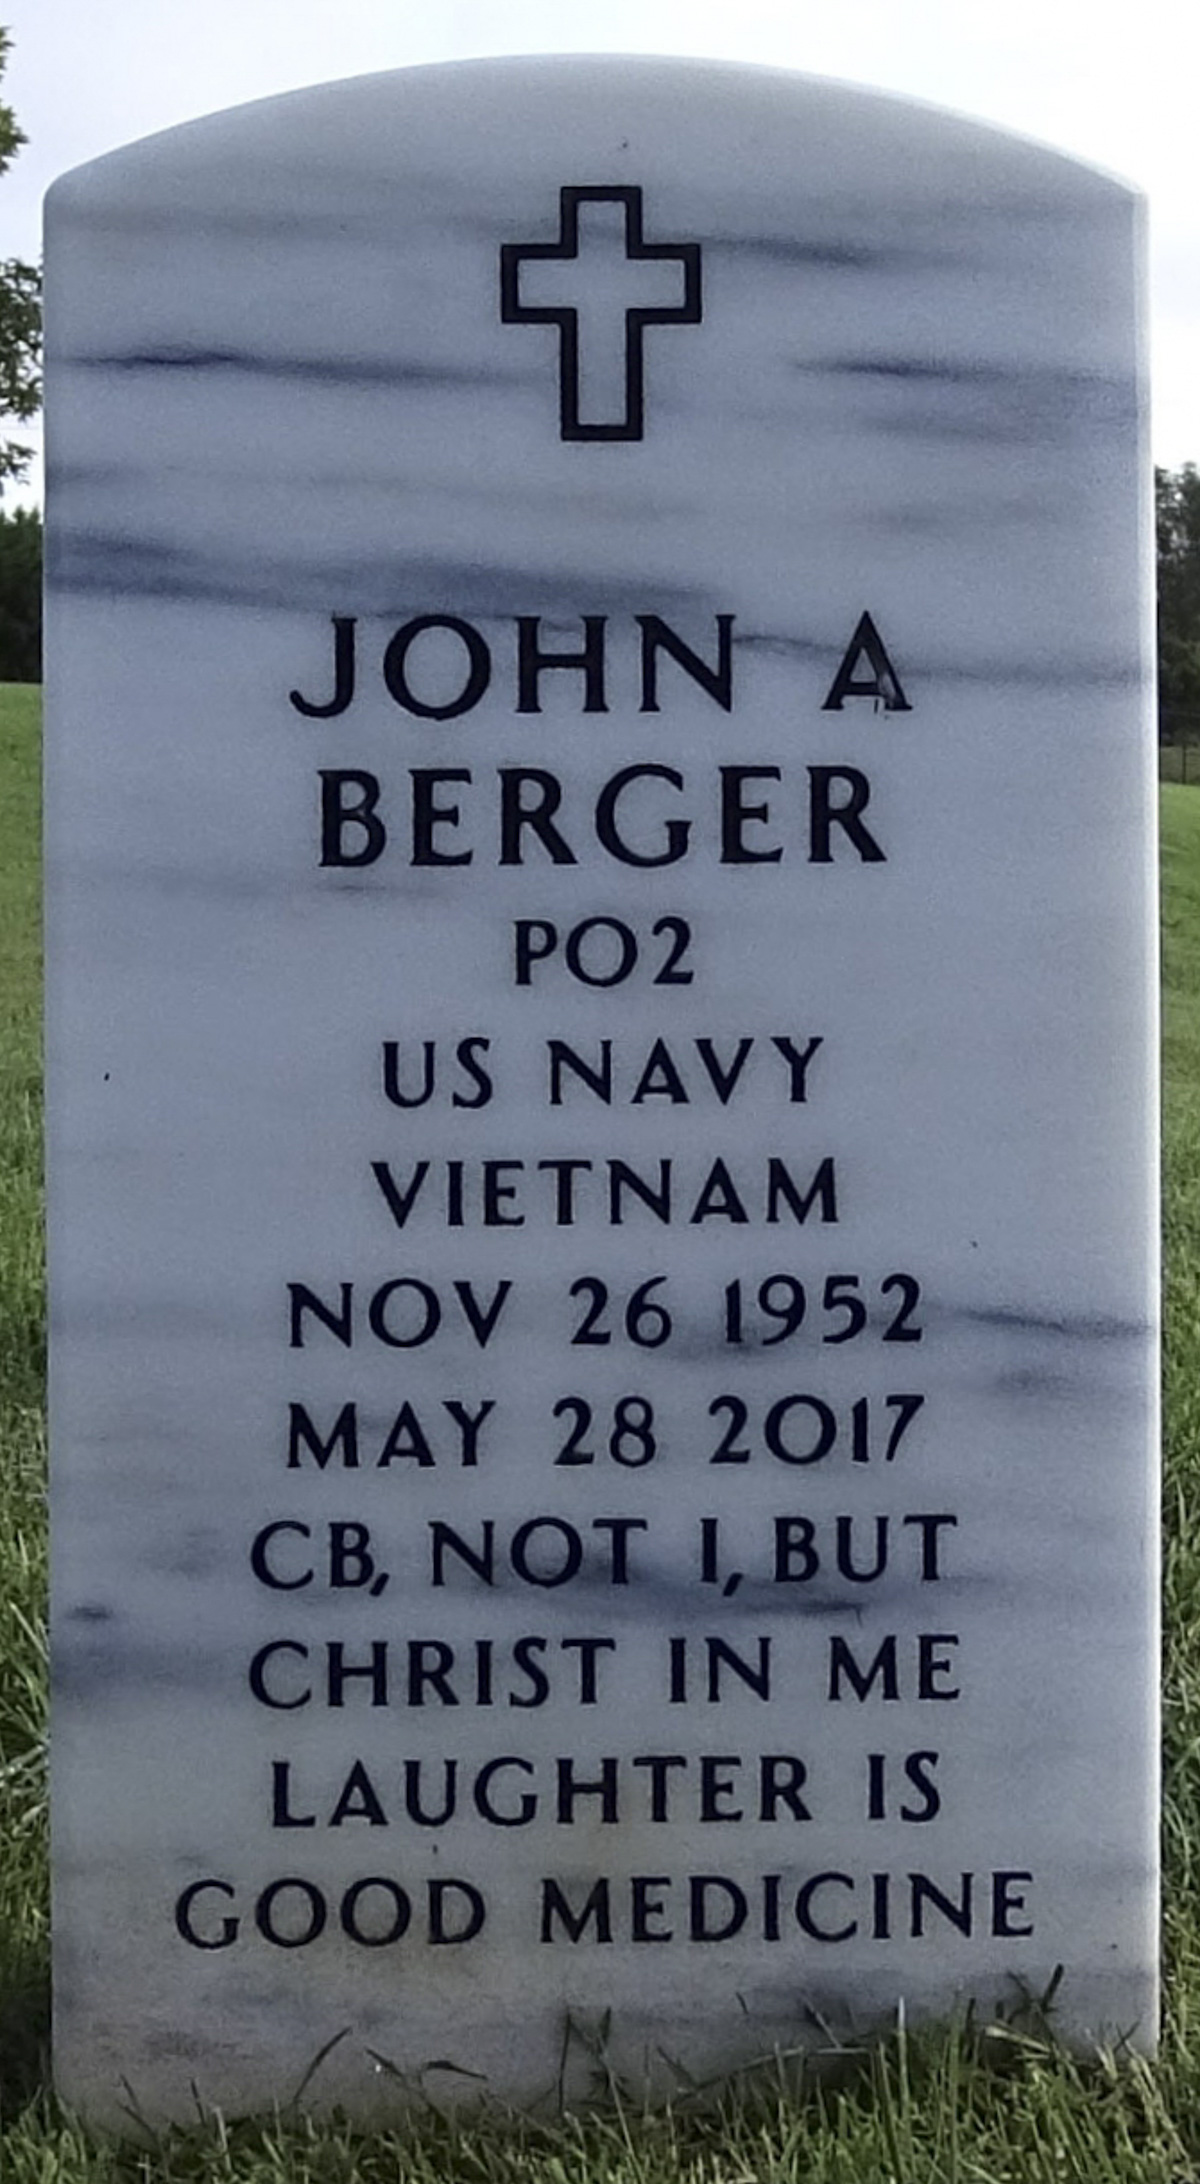 JOHN A
BERGER
PO2
US NAVY
VIETNAM
NOV 26 1952
MAY 28 2017
CB, NOT I, BUT
CHRIST IN ME
LAUGHTER IS
GOOD MEDICINE